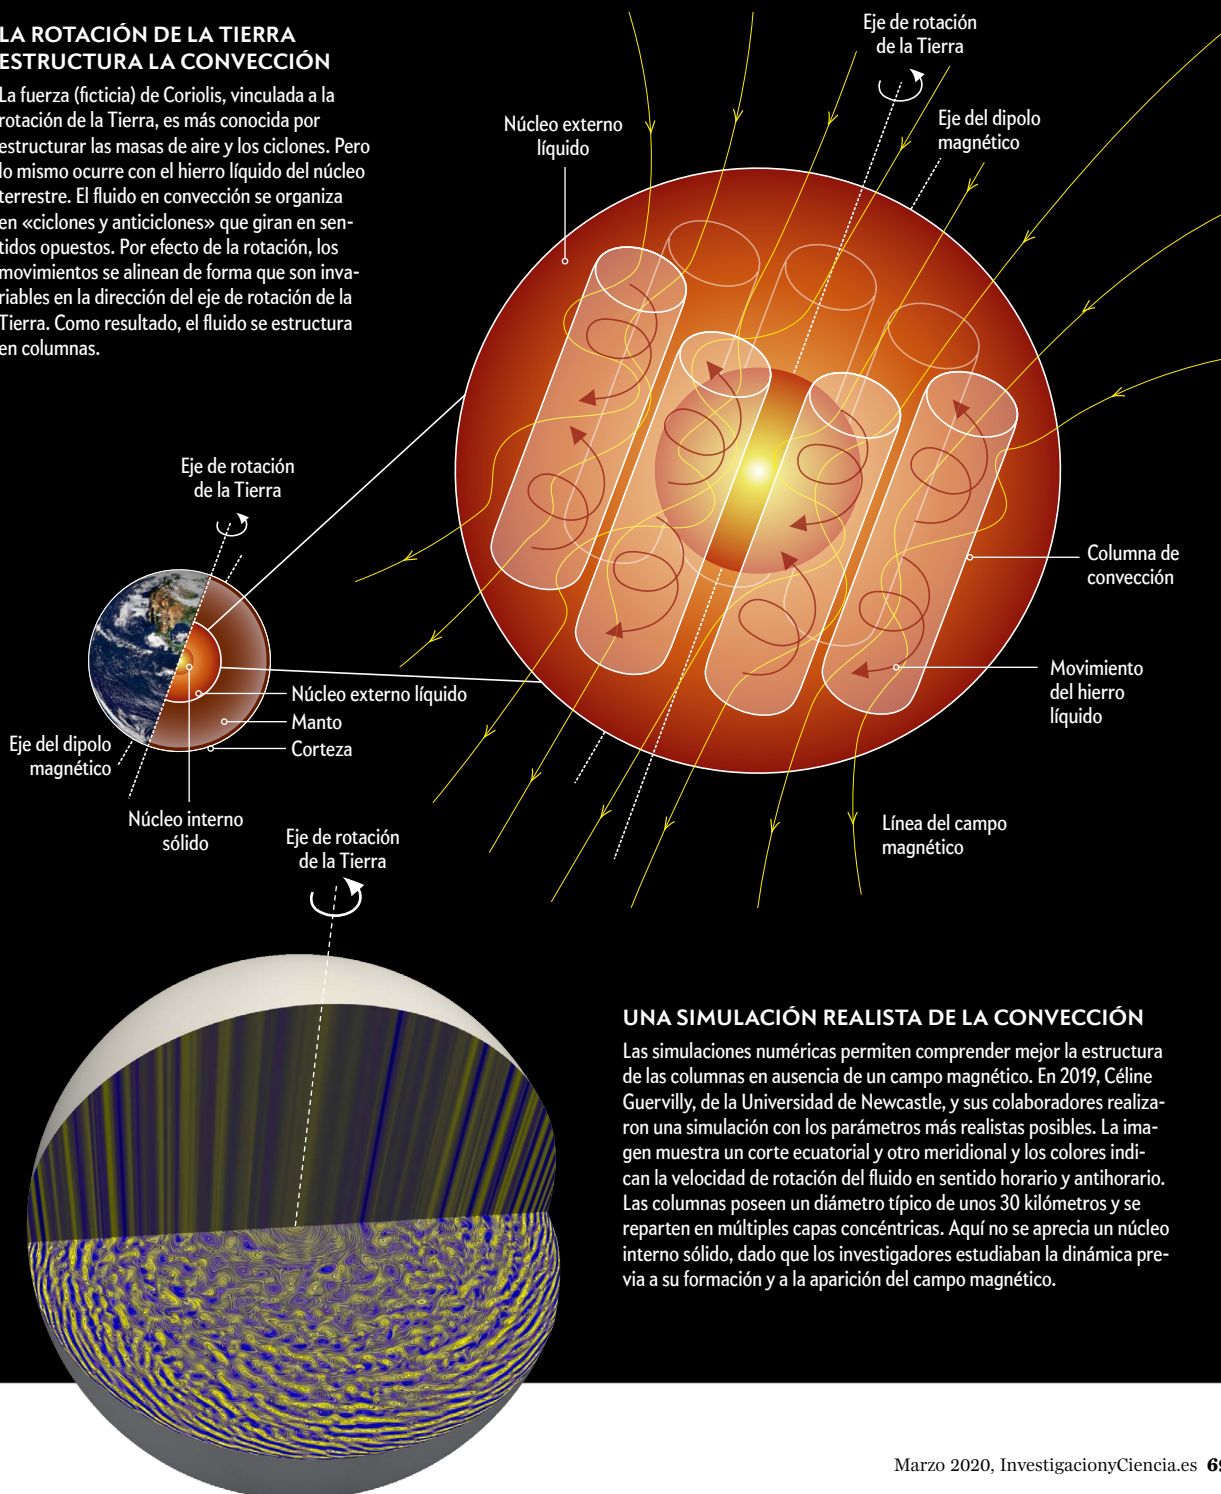 LA ROTACIÓN DE LA TIERRA
ESTRUCTURA LA CONVECCIÓN
La fuerza (ficticia) de Coriolis, vinculada a la
rotación de la Tierra, es más conocida por
estructurar las masas de aire y los ciclones. Pero
lo mismo ocurre con el hierro líquido del núcleo
terrestre. El fluido en convección se organiza
en «ciclones y anticiclones» que giran en sen-
tidos opuestos. Por efecto de la rotación, los
movimientos se alinean de forma que son inva-
riables en la dirección del eje de rotación de la
Tierra. Como resultado, el fluido se estructura
en columnas.
Eje de rotación
de la Tierra
Núcleo externo
líquido
Eje del dipolo
magnético
Columna de
convección
Movimiento
del hierro
líquido
Línea del campo
magnético
Eje de rotación
de la Tierra
Núcleo externo líquido
Manto
Corteza
Eje del dipolo
magnético
Núcleo interno
sólido
Eje de rotación
de la Tierra
UNA SIMULACIÓN REALISTA DE LA CONVECCIÓN
Las simulaciones numéricas permiten comprender mejor la estructura
de las columnas en ausencia de un campo magnético. En 2019, Céline
Guervilly, de la Universidad de Newcastle, y sus colaboradores realiza-
ron una simulación con los parámetros más realistas posibles. La ima-
gen muestra un corte ecuatorial y otro meridional y los colores indi-
can la velocidad de rotación del fluido en sentido horario y antihorario.
Las columnas poseen un diámetro típico de unos 30 kilómetros y se
reparten en múltiples capas concéntricas. Aquí no se aprecia un núcleo
interno sólido, dado que los investigadores estudiaban la dinámica pre-
via a su formación y a la aparición del campo magnético.
Marzo 2020, InvestigacionyCiencia.es 69